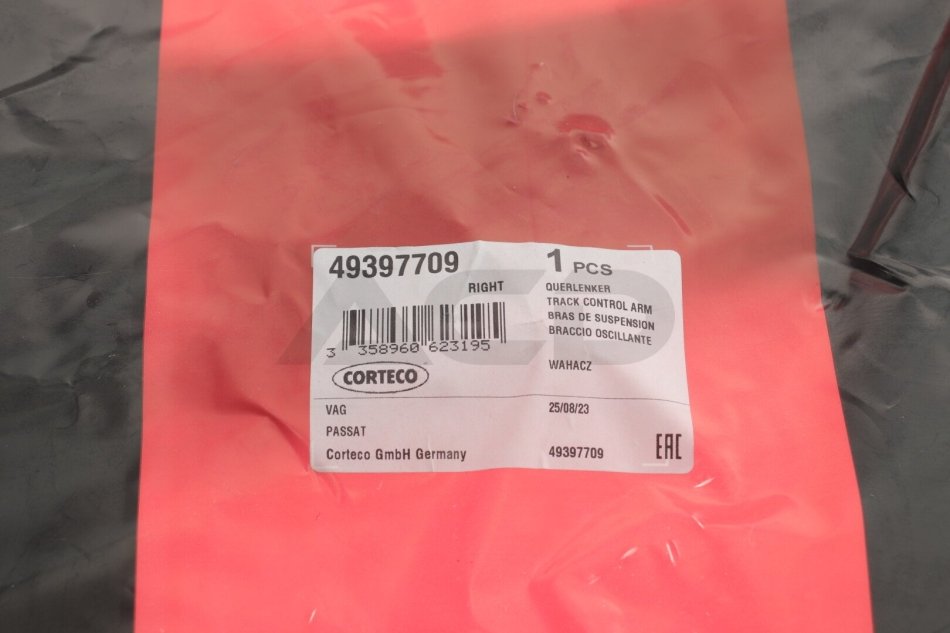 49397709
1 PCS
RIGHT
QUERLENKER
TRACK CONTROL ARM
BRAS DE SUSPENSION
BRACCIO OSCILLANTE
WAHACZ
3 358960 623195
CORTECO
VAG
25/08/23
PASSAT
Corteco GmbH Germany
49397709
EAC
ACD